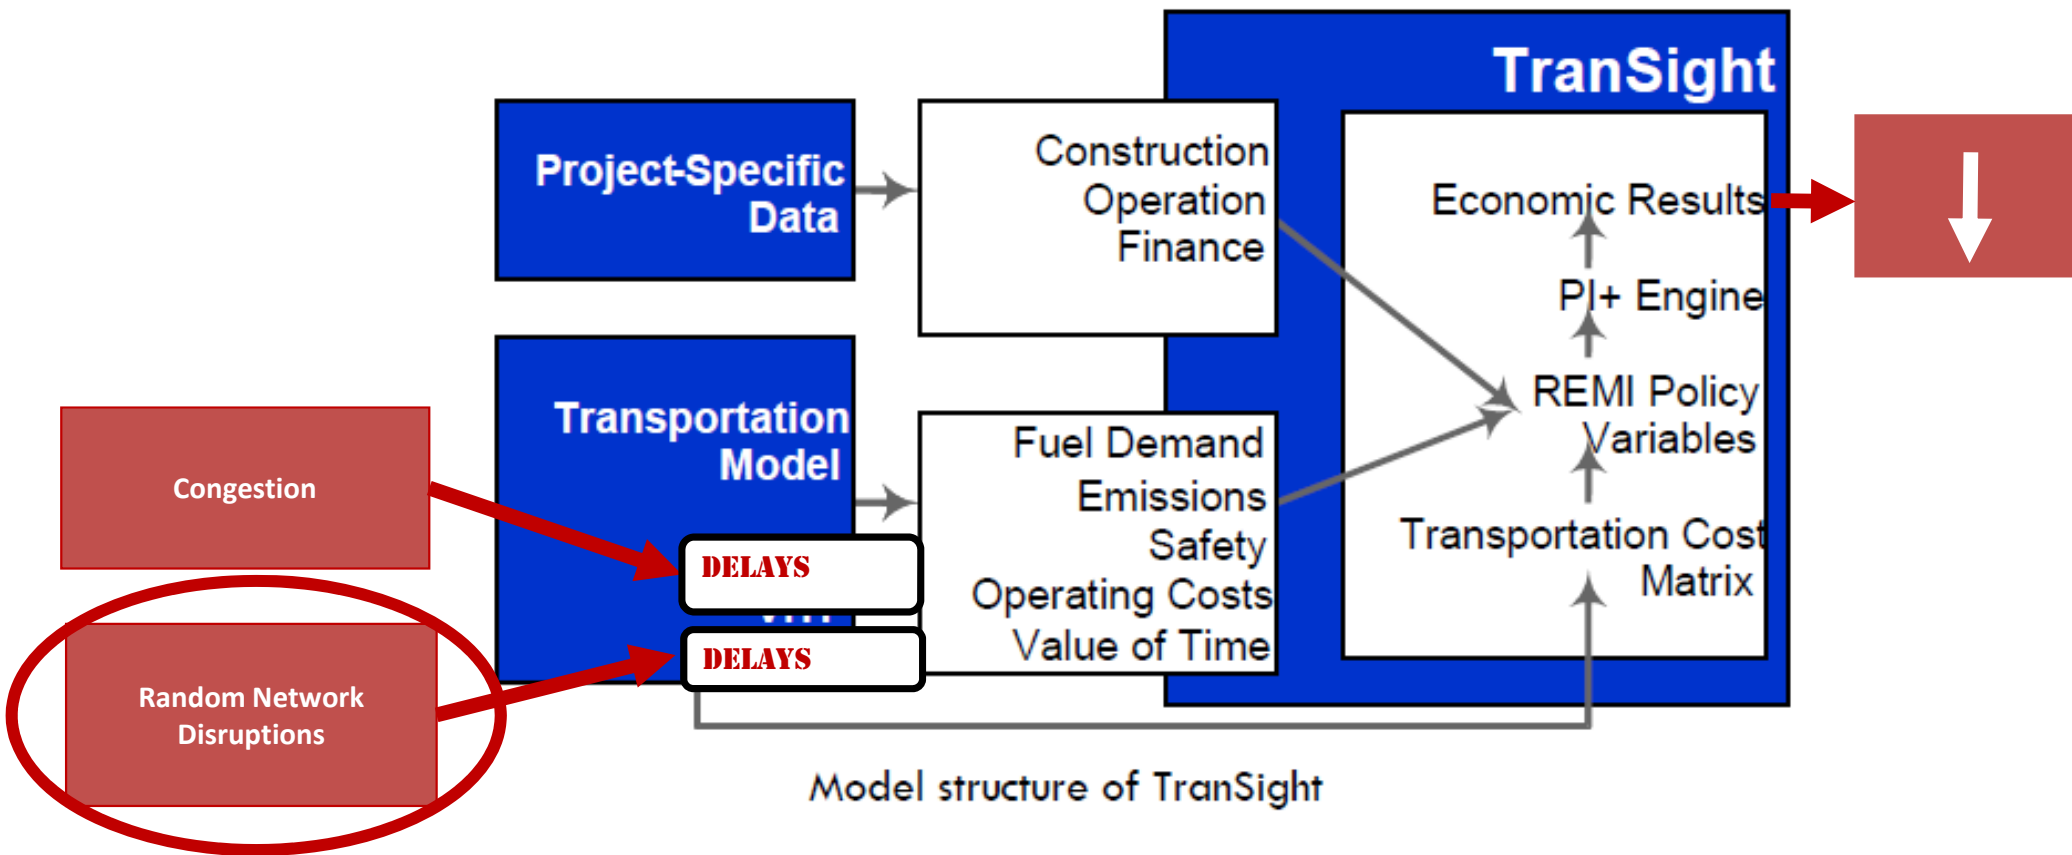 TranSight
Project-Specific
Data
Construction
Operation
Finance
Economic Results
PI+ Engine
REMI Policy
Variables
Transportation Cost
Matrix
Transportation
Model
Fuel Demand
Emissions
Safety
Operating Costs
Value of Time
Congestion
DELAYS
DELAYS
Random Network
Disruptions
Model structure of TranSight